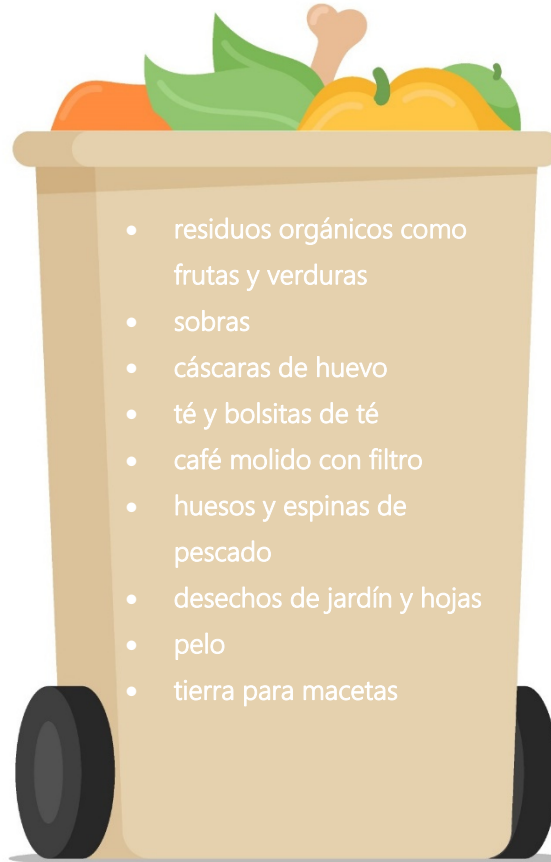 • residuos orgánicos como
frutas y verduras
• sobras
• cáscaras de huevo
• té y bolsitas de té
• café molido con filtro
• huesos y espinas de
pescado
• desechos de jardín y hojas
• pelo
• tierra para macetas